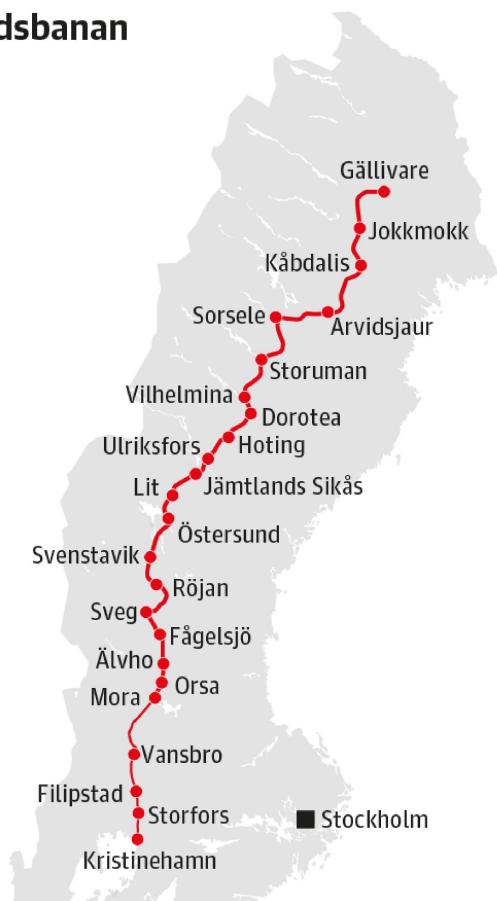 dsbanan
Gällivare
Jokkmokk
Kåbdalis
Sorsele
Arvidsjaur
Storuman
Vilhelmina
Dorotea
Ulriksfors
Hoting
Lit
Jämtlands Sikås
Östersund
Svenstavik
Röjan
Sveg
Fågelsjö
Älvho
Orsa
Mora
Vansbro
Filipstad
Storfors
Stockholm
Kristinehamn